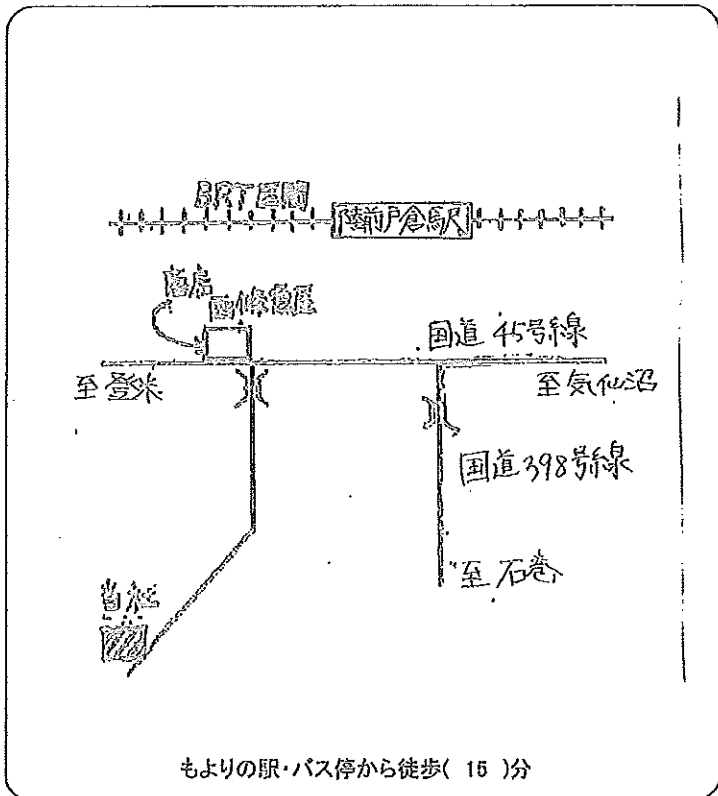 BRT区間
陸前戸倉駅
商店
国道45号線
至登米
至気仙沼
国道398号線
至石巻
当社
もよりの駅・バス停から徒歩( 15 )分